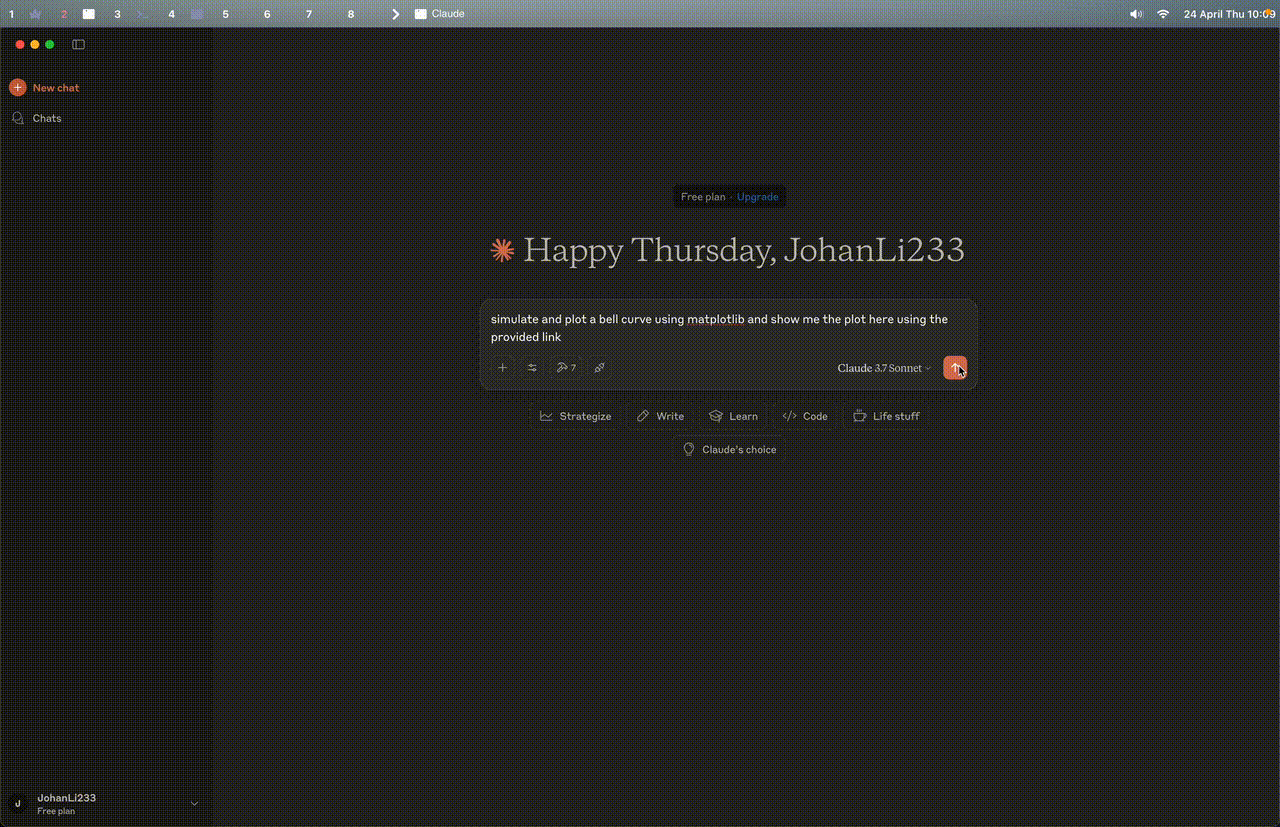 1 2 3 4 5 6 7 8 Claude 24 April Thu 10:09
New chat
Chats
Free plan · Upgrade
Happy Thursday, JohanLi233
simulate and plot a bell curve using matplotlib and show me the plot here using the
provided link
7 Claude 3.7 Sonnet
Strategize Write Learn Code Life stuff
Claude's choice
J JohanLi233
Free plan